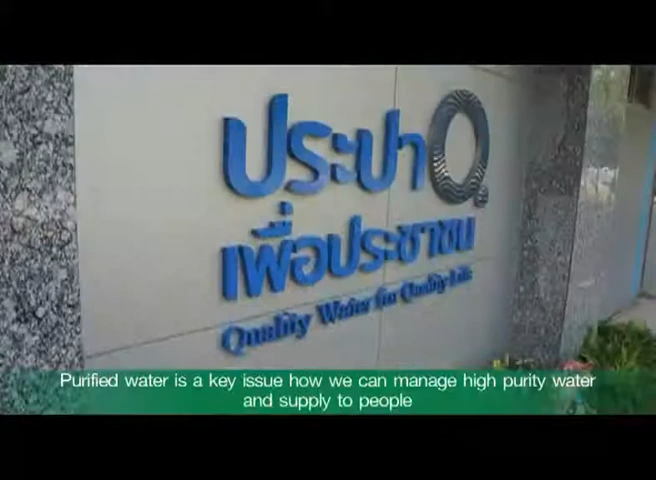 ประปา
เพื่อประชาชน
Quality Water for Quality Life
Purified water is a key issue how we can manage high purity water
and supply to people